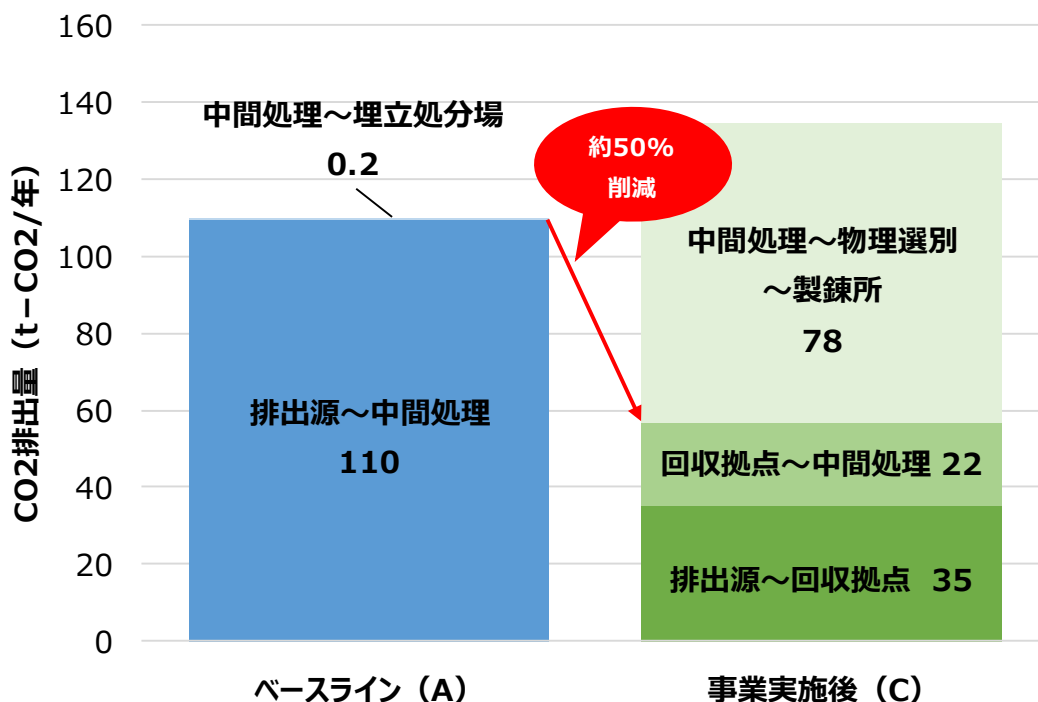 CO2排出量（t－CO2/年）
160
140
120
100
80
60
40
20
0
中間処理～埋立処分場
0.2
排出源～中間処理
110
約50%
削減
中間処理～物理選別
～製錬所
78
回収拠点～中間処理 22
排出源～回収拠点 35
ベースライン（A）
事業実施後（C）